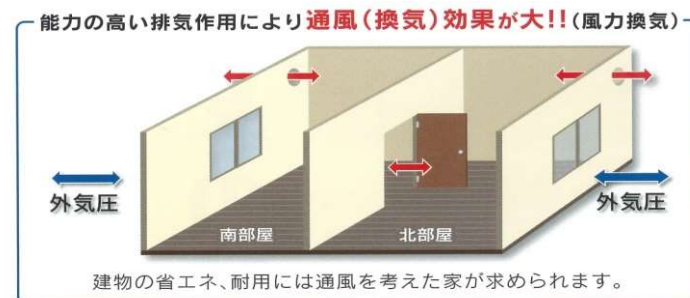 能力の高い排気作用により通風(換気)効果が大!!(風力換気)
外気圧
外気圧
南部屋
北部屋
建物の省エネ、耐用には通風を考えた家が求められます。